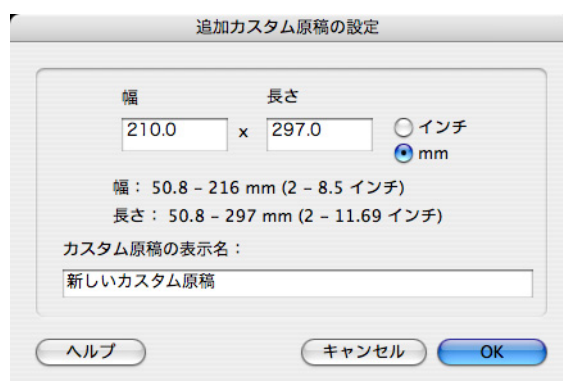 追加カスタム原稿の設定
幅 長さ
210.0 x 297.0 インチ
mm
幅： 50.8 – 216 mm (2 – 8.5 インチ)
長さ： 50.8 – 297 mm (2 – 11.69 インチ)
カスタム原稿の表示名：
新しいカスタム原稿
ヘルプ キャンセル OK